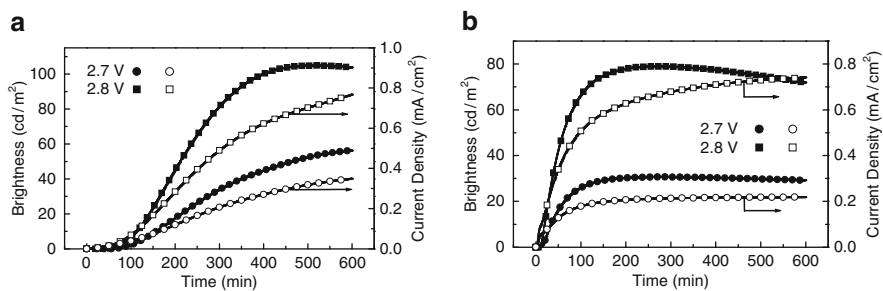 a
Brightness (cd/m²)
100
80
60
40
20
0
2.7 V
2.8 V
1.0
0.8
0.6
0.4
0.2
0.0
Current Density (mA/cm²)
0 100 200 300 400 500 600
Time (min)
b
Brightness (cd/m²)
80
60
40
20
0
2.7 V
2.8 V
0.8
0.6
0.4
0.2
0.0
Current Density (mA/cm²)
0 100 200 300 400 500 600
Time (min)